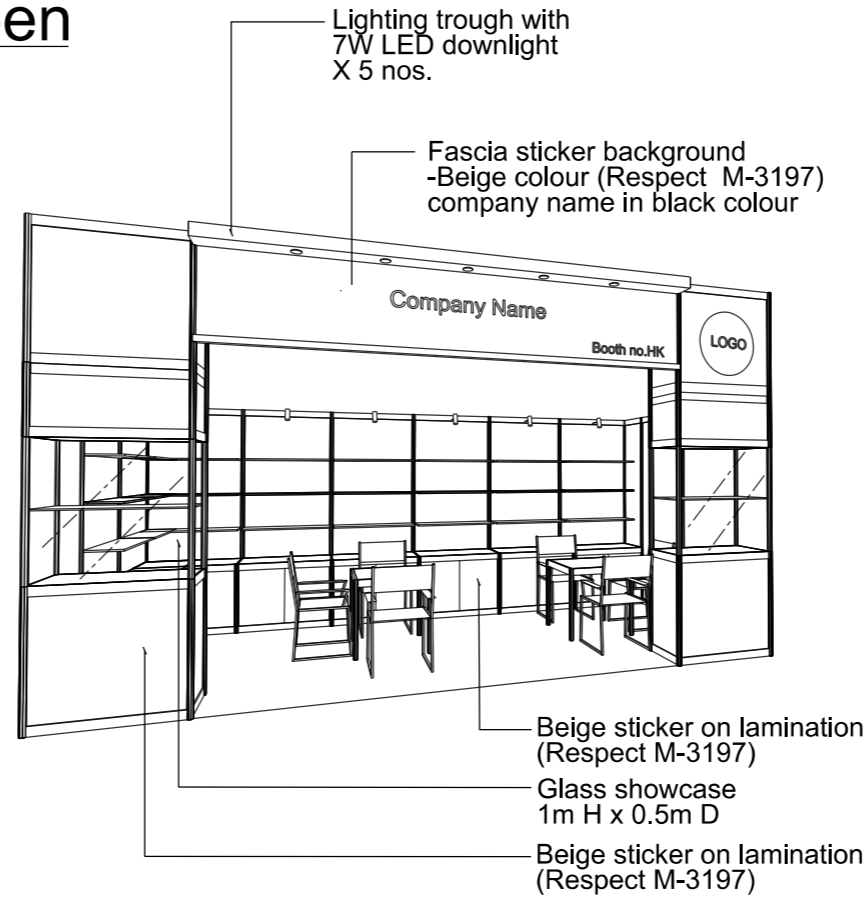 Lighting trough with
7W LED downlight
X 5 nos.
Fascia sticker background
-Beige colour (Respect M-3197)
company name in black colour
Company Name
Booth no.HK
LOGO
Beige sticker on lamination
(Respect M-3197)
Glass showcase
1m H x 0.5m D
Beige sticker on lamination
(Respect M-3197)